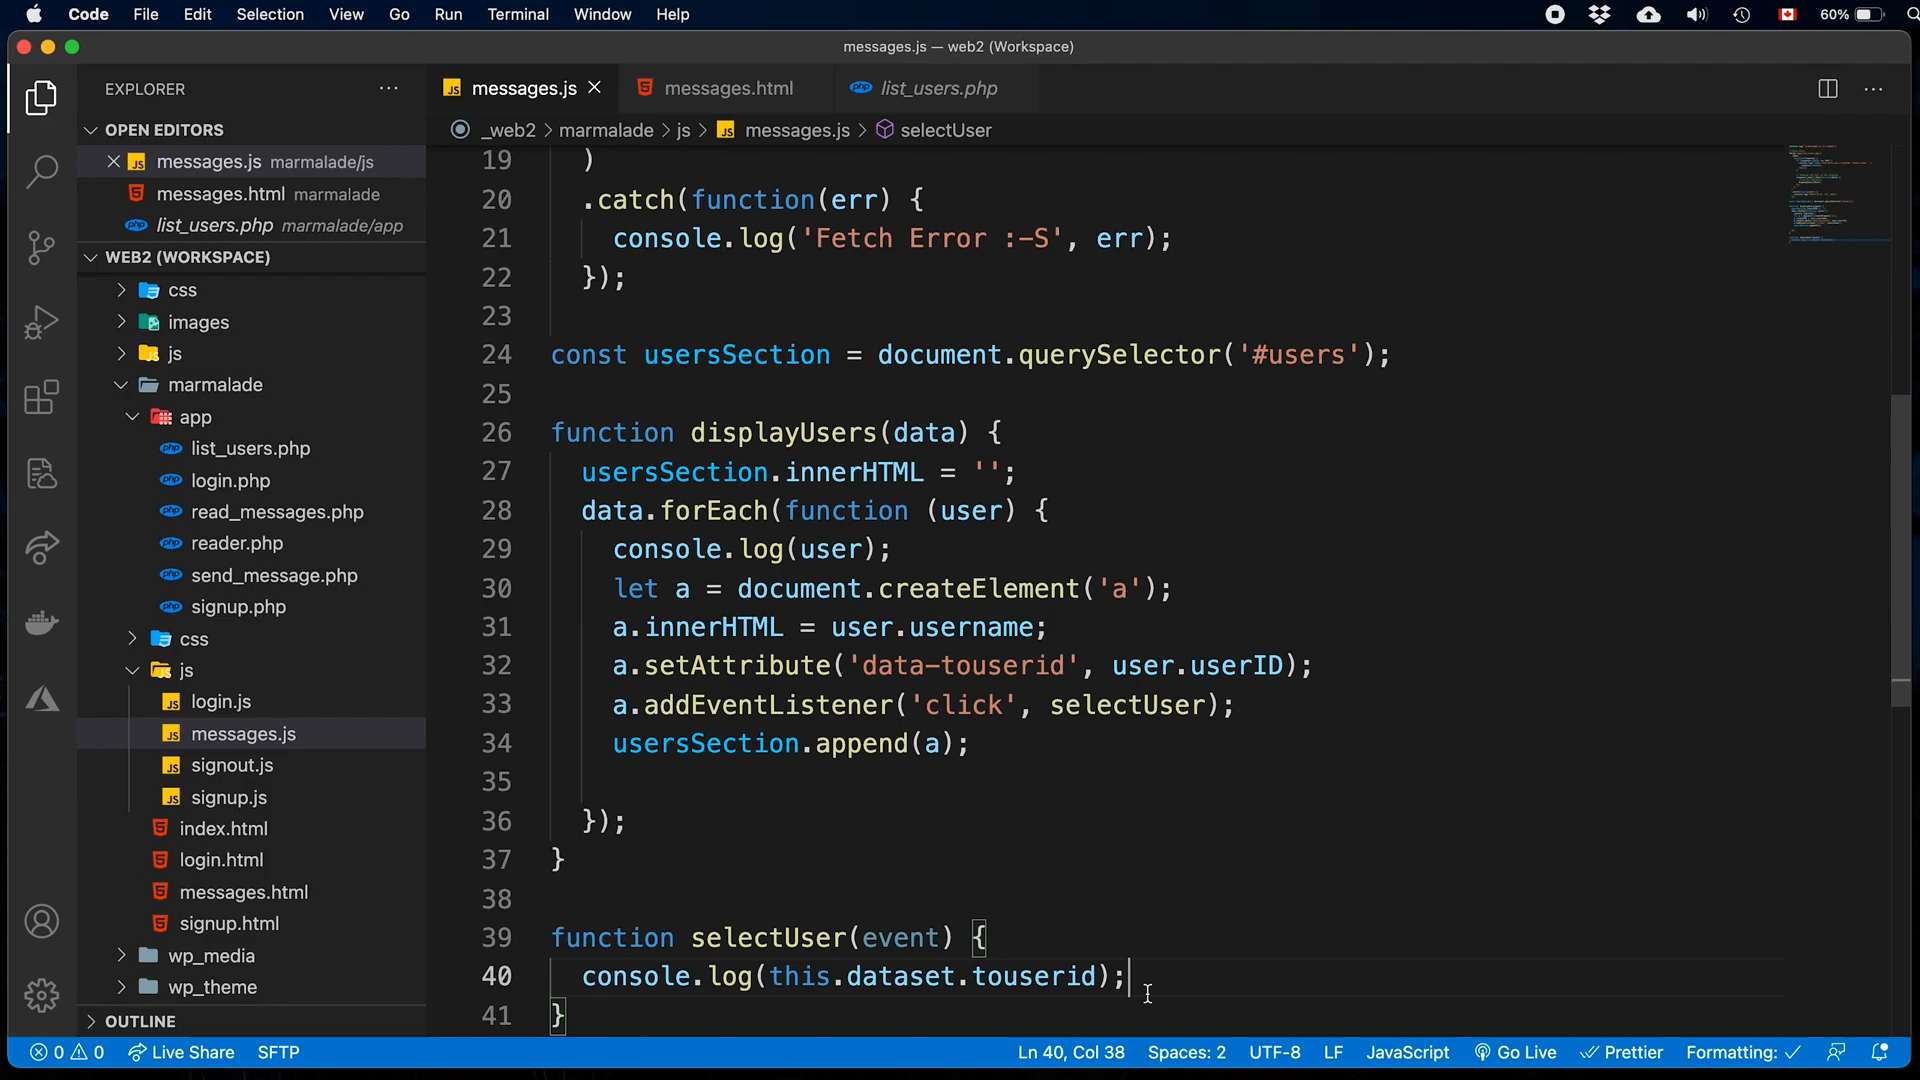 Code File Edit Selection View Go Run Terminal Window Help 60%
messages.js — web2 (Workspace)
EXPLORER
OPEN EDITORS
messages.js marmalade/js
messages.html marmalade
list_users.php marmalade/app
WEB2 (WORKSPACE)
css
images
js
marmalade
app
list_users.php
login.php
read_messages.php
reader.php
send_message.php
signup.php
css
js
login.js
messages.js
signout.js
signup.js
index.html
login.html
messages.html
signup.html
wp_media
wp_theme
OUTLINE
messages.js messages.html list_users.php
_web2 > marmalade > js > messages.js > selectUser
19 )
20 .catch(function(err) {
21 console.log('Fetch Error :-S', err);
22 });
23
24 const usersSection = document.querySelector('#users');
25
26 function displayUsers(data) {
27 usersSection.innerHTML = '';
28 data.forEach(function (user) {
29 console.log(user);
30 let a = document.createElement('a');
31 a.innerHTML = user.username;
32 a.setAttribute('data-touserid', user.userID);
33 a.addEventListener('click', selectUser);
34 usersSection.append(a);
35
36 });
37 }
38
39 function selectUser(event) {
40 console.log(this.dataset.touserid);
41 }
0 0 Live Share SFTP Ln 40, Col 38 Spaces: 2 UTF-8 LF JavaScript Go Live Prettier Formatting: ✓